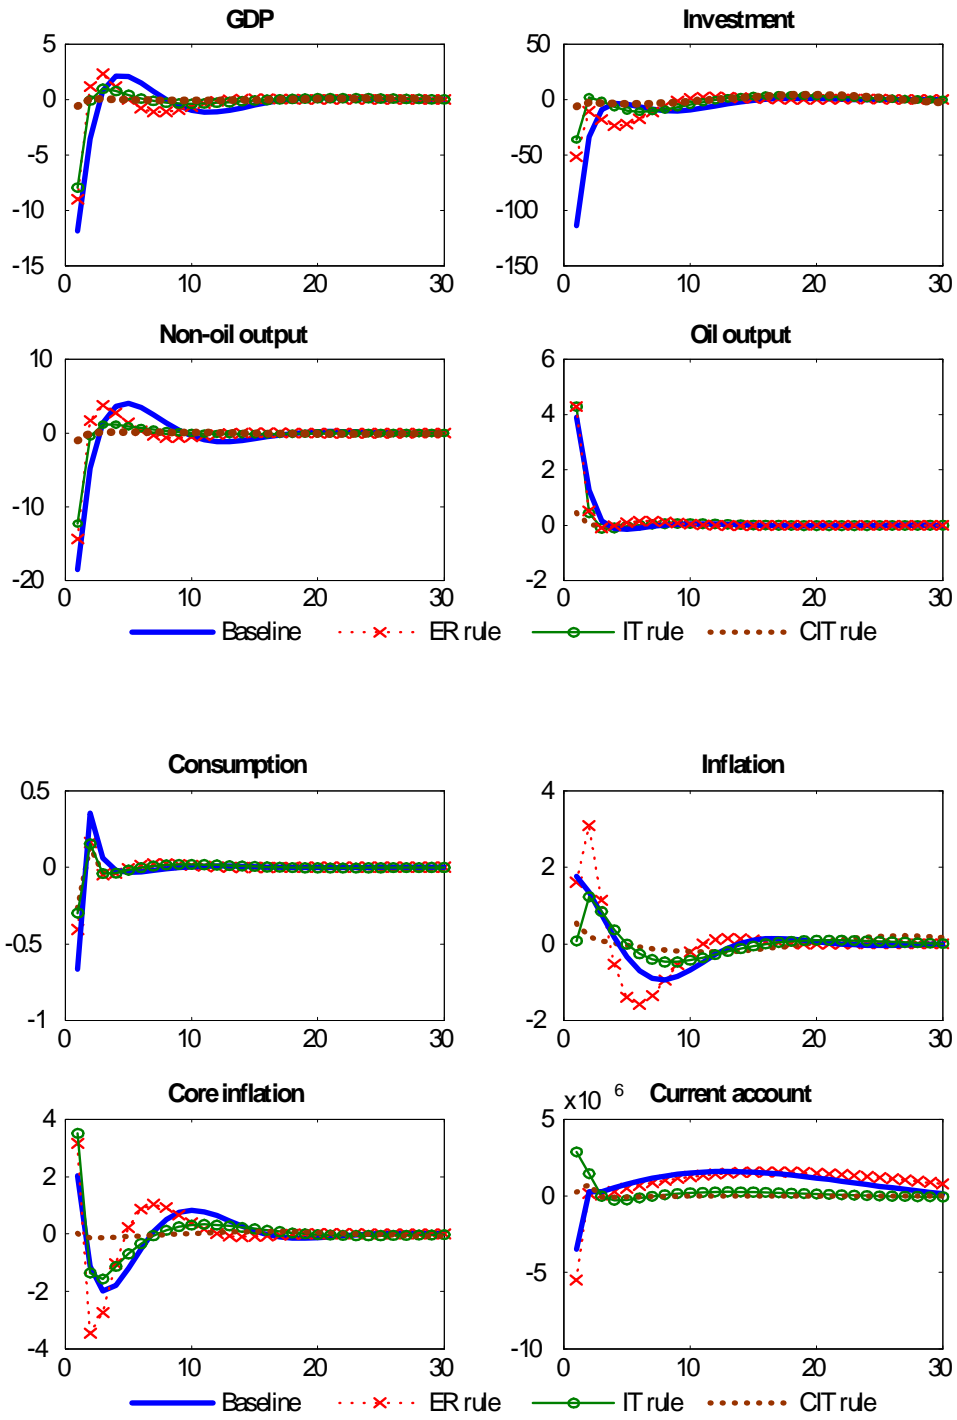 GDP
Investment
5
0
-5
-10
-15
0 10 20 30
50
0
-50
-100
-150
0 10 20 30
Non-oil output
Oil output
10
0
-10
-20
0 10 20 30
6
4
2
0
-2
0 10 20 30
Baseline ER rule IT rule CIT rule
Consumption
Inflation
0.5
0
-0.5
-1
0 10 20 30
4
2
0
-2
0 10 20 30
Core inflation
x10 6 Current account
4
2
0
-2
-4
0 10 20 30
5
0
-5
-10
0 10 20 30
Baseline ER rule IT rule CIT rule